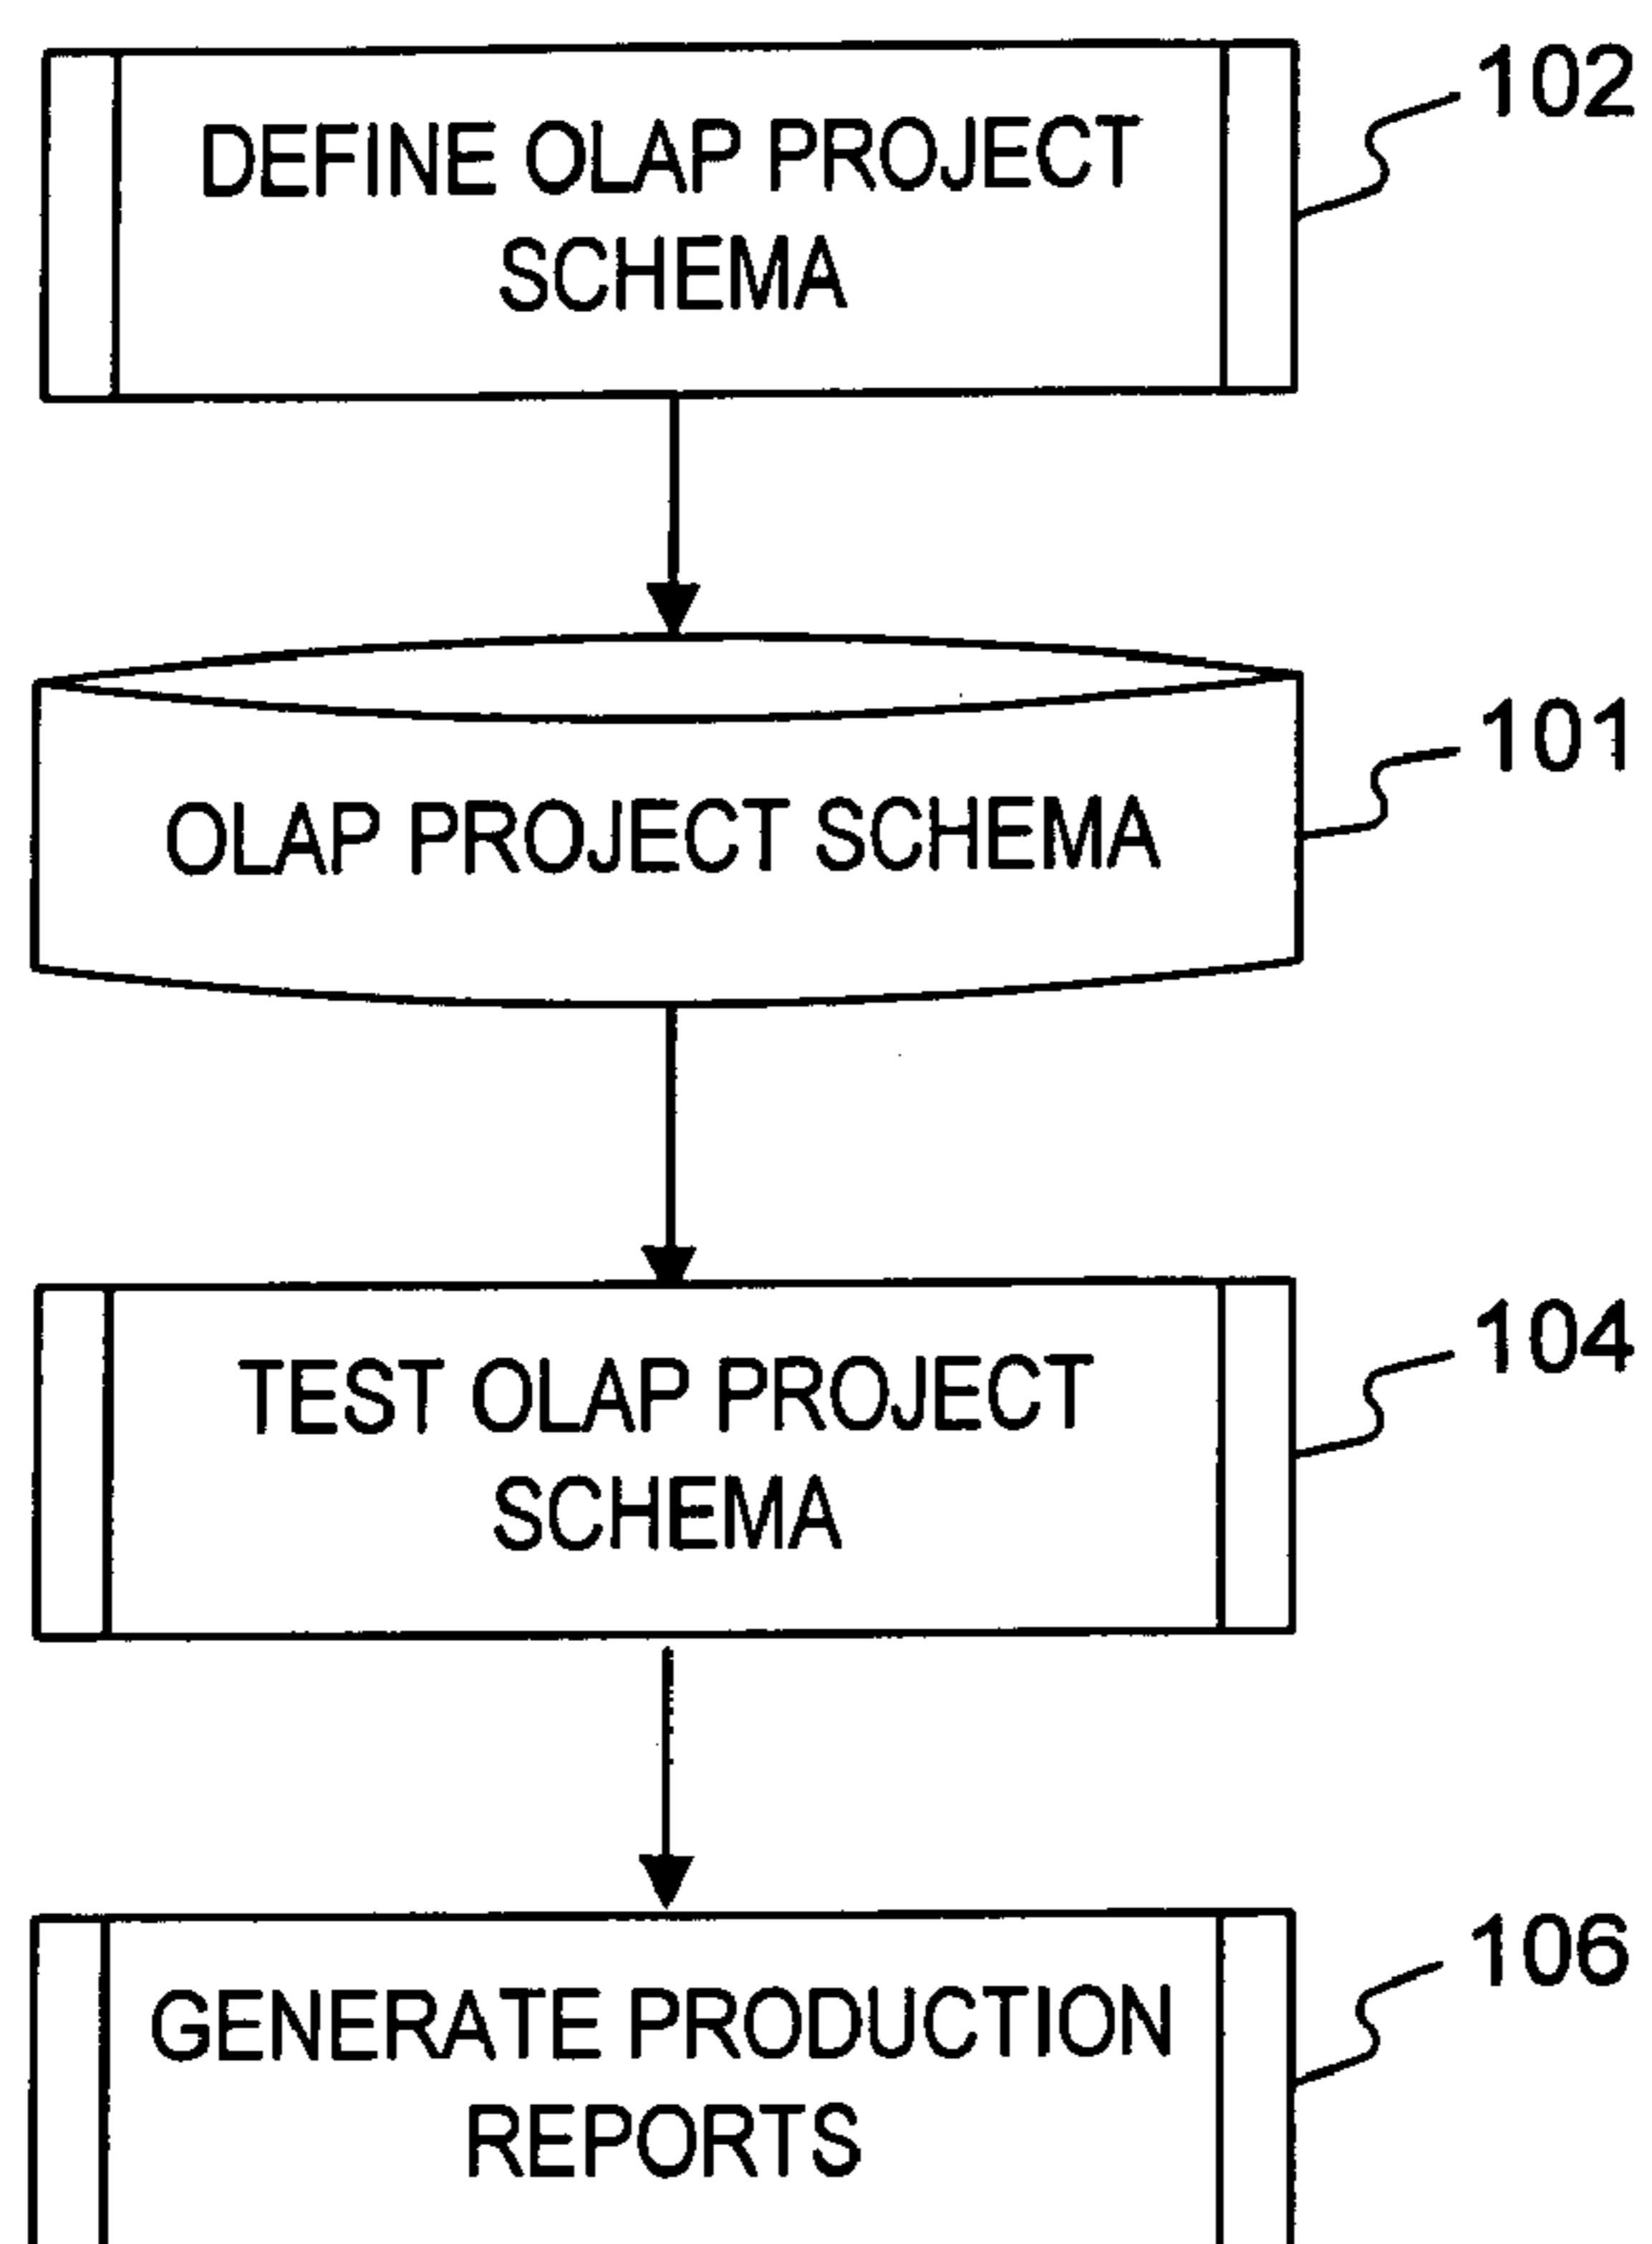 102
DEFINE OLAP PROJECT
SCHEMA
101
OLAP PROJECT SCHEMA
104
TEST OLAP PROJECT
SCHEMA
106
GENERATE PRODUCTION
REPORTS